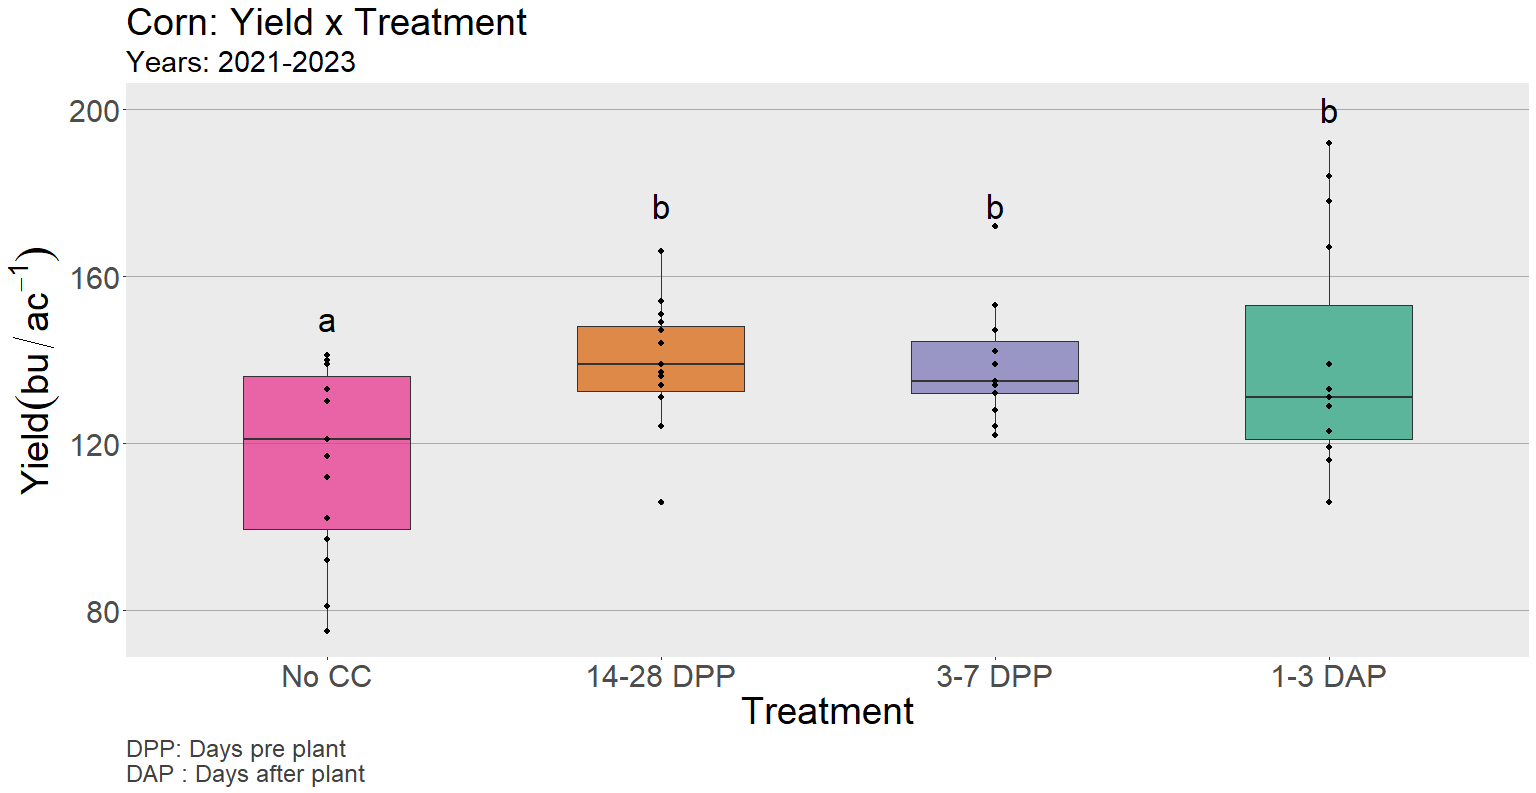 Corn: Yield x Treatment
Years: 2021-2023
Yield(bu/ac⁻¹)
200
160
120
80
a
b
b
b
No CC
14-28 DPP
3-7 DPP
1-3 DAP
Treatment
DPP: Days pre plant
DAP : Days after plant